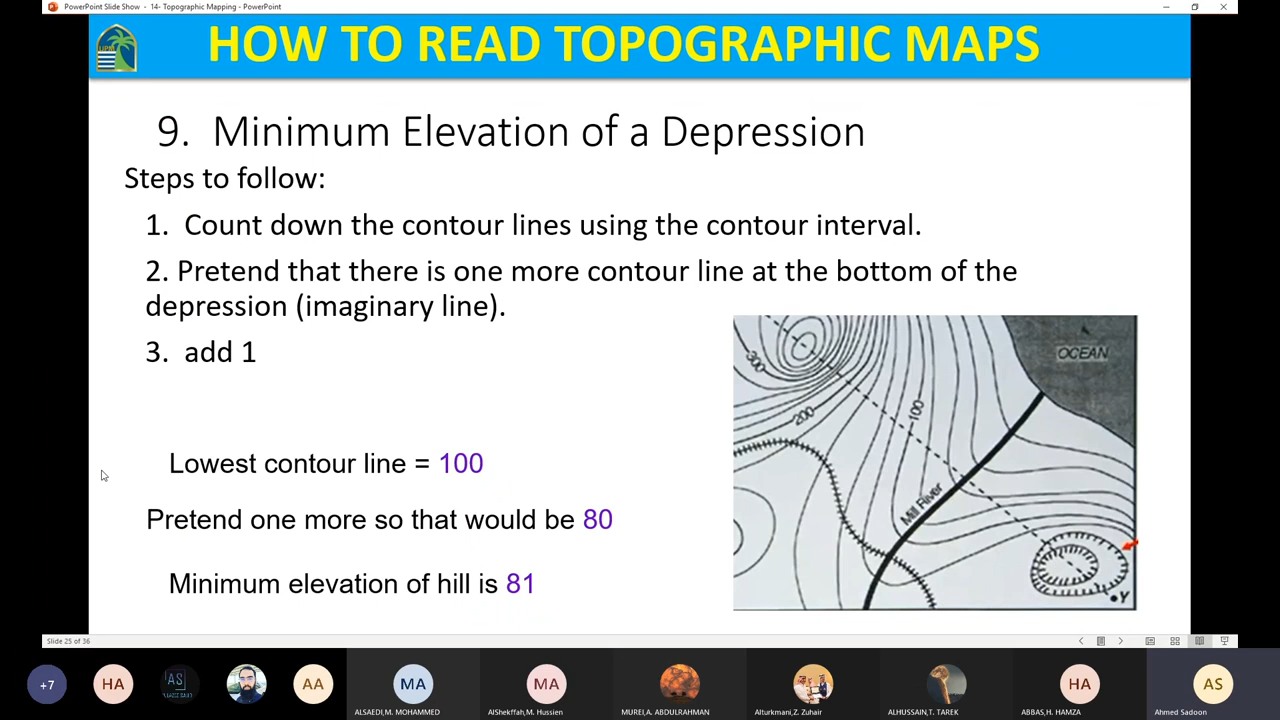 PowerPoint Slide Show - 14- Topographic Mapping - PowerPoint
HOW TO READ TOPOGRAPHIC MAPS
9. Minimum Elevation of a Depression
Steps to follow:
1. Count down the contour lines using the contour interval.
2. Pretend that there is one more contour line at the bottom of the
depression (imaginary line).
3. add 1
Lowest contour line = 100
Pretend one more so that would be 80
Minimum elevation of hill is 81
OCEAN
300
200
100
Mill River
Y
Slide 25 of 36
+7
HA
AS
AA
MA
ALSAEDI,M. MOHAMMED
MA
AlShekffah,M. Hussien
MUREI,A. ABDULRAHMAN
Alturkmani,Z. Zuhair
ALHUSSAIN,T. TAREK
HA
ABBAS,H. HAMZA
AS
Ahmed Sadoon